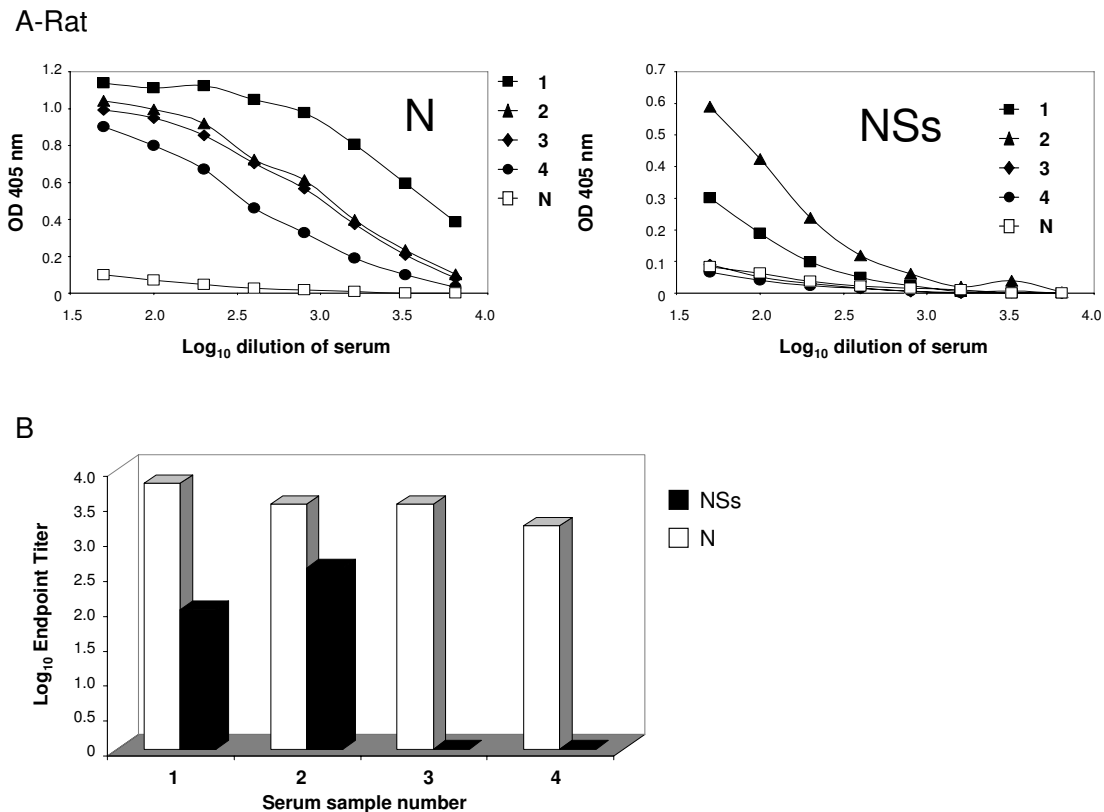 A-Rat
1.2
1.0
0.8
0.6
0.4
0.2
0
OD 405 nm
1.5 2.0 2.5 3.0 3.5 4.0
Log10 dilution of serum
N
1
2
3
4
N
0.7
0.6
0.5
0.4
0.3
0.2
0.1
0
OD 405 nm
1.5 2.0 2.5 3.0 3.5 4.0
Log10 dilution of serum
NSs
1
2
3
4
N
B
4.0
3.5
3.0
2.5
2.0
1.5
1.0
0.5
0
Log10 Endpoint Titer
1 2 3 4
Serum sample number
NSs
N